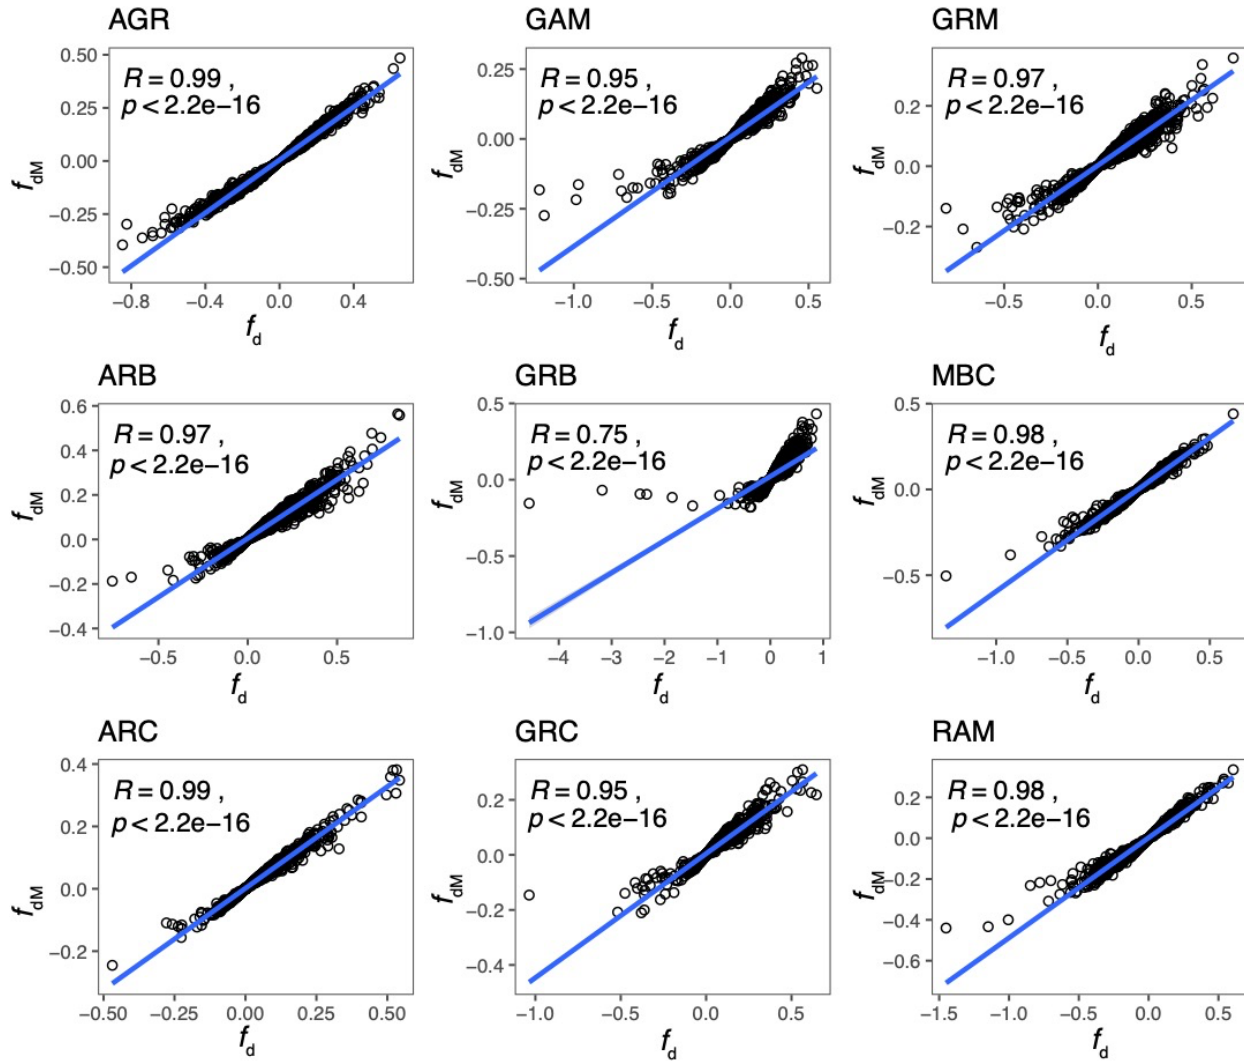 AGR
R = 0.99 ,
p < 2.2e−16
0.50
0.25
0.00
−0.25
−0.50
fdM
−0.8 −0.4 0.0 0.4
fd
GAM
R = 0.95 ,
p < 2.2e−16
0.25
0.00
−0.25
−0.50
fdM
−1.0 −0.5 0.0 0.5
fd
GRM
R = 0.97 ,
p < 2.2e−16
0.2
0.0
−0.2
fdM
−0.5 0.0 0.5
fd
ARB
R = 0.97 ,
p < 2.2e−16
0.6
0.4
0.2
0.0
−0.2
−0.4
fdM
−0.5 0.0 0.5
fd
GRB
R = 0.75 ,
p < 2.2e−16
0.5
0.0
−0.5
−1.0
fdM
−4 −3 −2 −1 0 1
fd
MBC
R = 0.98 ,
p < 2.2e−16
0.5
0.0
−0.5
fdM
−1.0 −0.5 0.0 0.5
fd
ARC
R = 0.99 ,
p < 2.2e−16
0.4
0.2
0.0
−0.2
fdM
−0.50 −0.25 0.00 0.25 0.50
fd
GRC
R = 0.95 ,
p < 2.2e−16
0.2
0.0
−0.2
−0.4
fdM
−1.0 −0.5 0.0 0.5
fd
RAM
R = 0.98 ,
p < 2.2e−16
0.2
0.0
−0.2
−0.4
−0.6
fdM
−1.5 −1.0 −0.5 0.0 0.5
fd